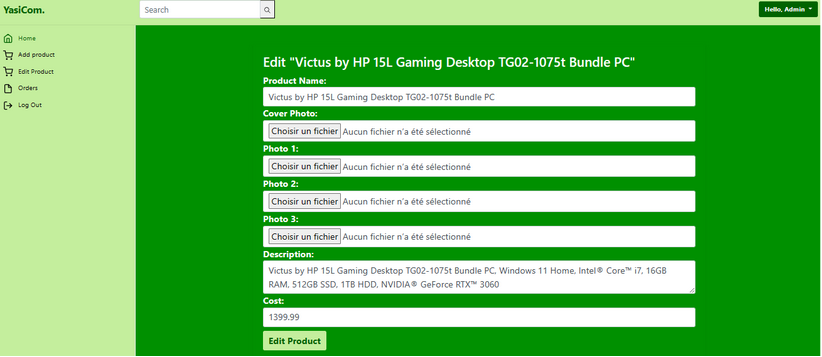 YasiCom.
Search
Hello, Admin
Home
Add product
Edit Product
Orders
Log Out
Edit "Victus by HP 15L Gaming Desktop TG02-1075t Bundle PC"
Product Name:
Victus by HP 15L Gaming Desktop TG02-1075t Bundle PC
Cover Photo:
Choisir un fichier Aucun fichier n'a été sélectionné
Photo 1:
Choisir un fichier Aucun fichier n'a été sélectionné
Photo 2:
Choisir un fichier Aucun fichier n'a été sélectionné
Photo 3:
Choisir un fichier Aucun fichier n'a été sélectionné
Description:
Victus by HP 15L Gaming Desktop TG02-1075t Bundle PC, Windows 11 Home, Intel® Core™ i7, 16GB
RAM, 512GB SSD, 1TB HDD, NVIDIA® GeForce RTX™ 3060
Cost:
1399.99
Edit Product